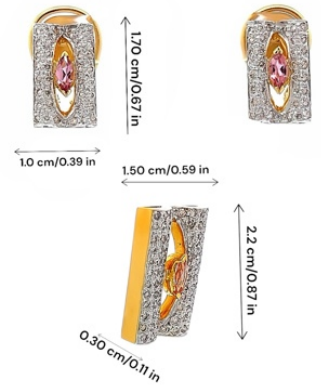 1.70 cm/0.67 in
1.0 cm/0.39 in
1.50 cm/0.59 in
2.2 cm/0.87 in
0.30 cm/0.11 in